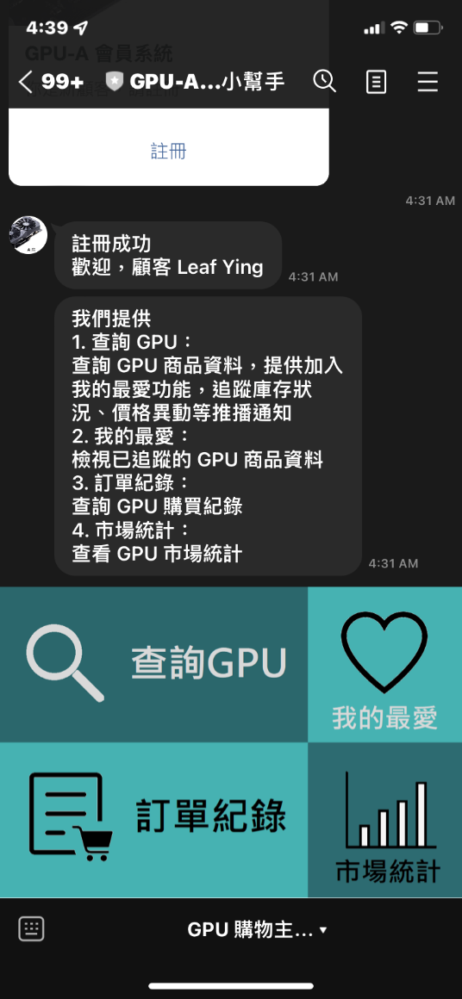 4:39
GPU-A 會員系統
99+ GPU-A...小幫手
註冊
4:31 AM
註冊成功
歡迎，顧客 Leaf Ying
4:31 AM
我們提供
1. 查詢 GPU：
查詢 GPU 商品資料，提供加入
我的最愛功能，追蹤庫存狀
況、價格異動等推播通知
2. 我的最愛：
檢視已追蹤的 GPU 商品資料
3. 訂單紀錄：
查詢 GPU 購買紀錄
4. 市場統計：
查看 GPU 市場統計
4:31 AM
查詢GPU
我的最愛
訂單紀錄
市場統計
GPU 購物主...